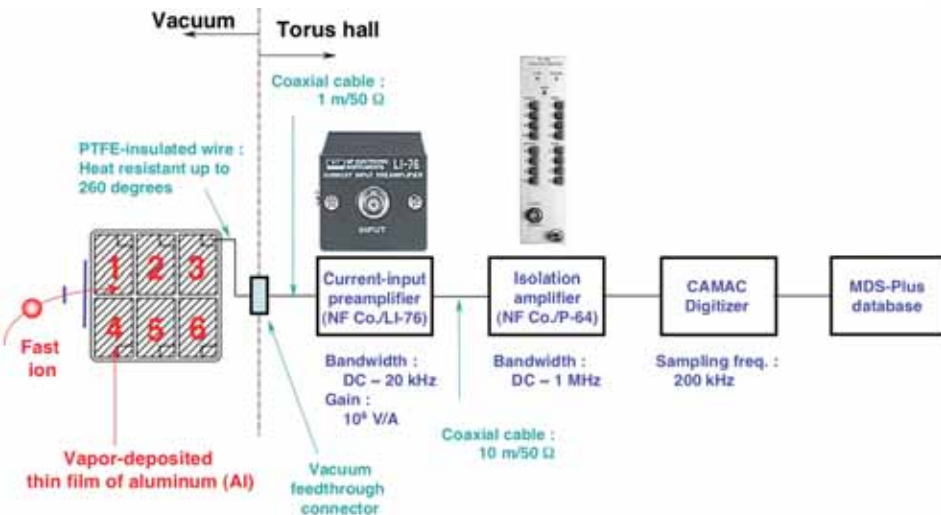 Vacuum
Torus hall
Coaxial cable :
1 m/50 Ω
PTFE-insulated wire :
Heat resistant up to
260 degrees
LI-76
CURRENT INPUT PREAMPLIFIER
INPUT
1 2 3
4 5 6
Fast
ion
Vapor-deposited
thin film of aluminum (Al)
Vacuum
feedthrough
connector
Current-input
preamplifier
(NF Co./LI-76)
Bandwidth :
DC ~ 20 kHz
Gain :
10⁶ V/A
Coaxial cable :
10 m/50 Ω
Isolation
amplifier
(NF Co./P-64)
Bandwidth :
DC ~ 1 MHz
CAMAC
Digitizer
Sampling freq. :
200 kHz
MDS-Plus
database